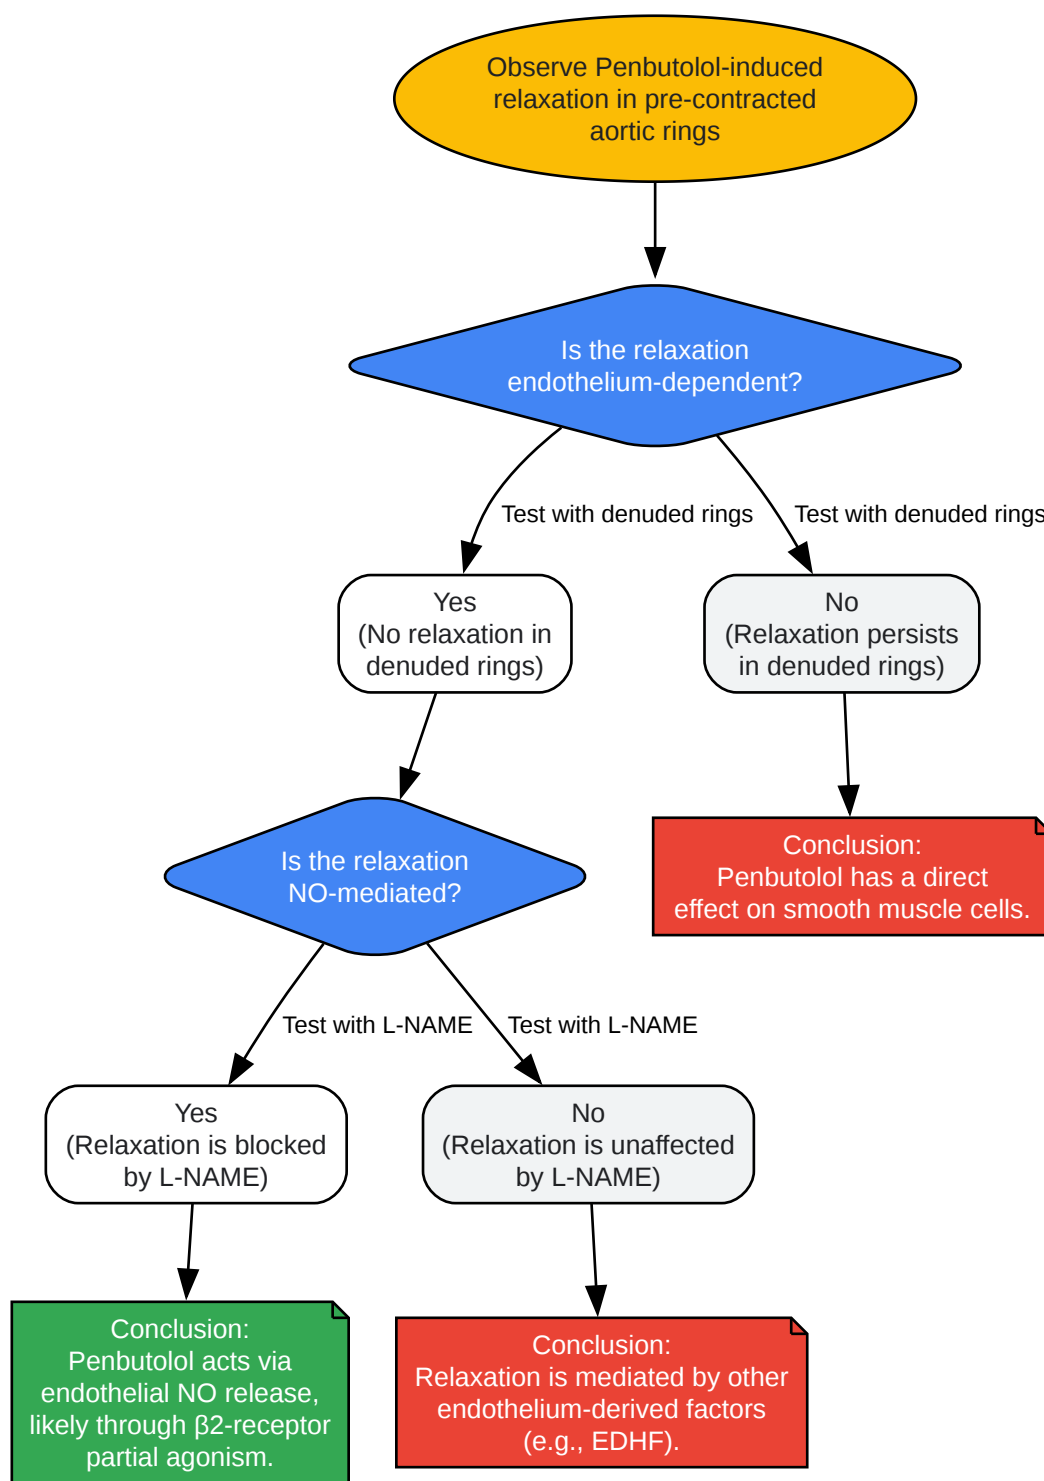 Observe Penbutolol-induced
relaxation in pre-contracted
aortic rings
Is the relaxation
endothelium-dependent?
Test with denuded rings
Test with denuded rings
Yes
(No relaxation in
denuded rings)
No
(Relaxation persists
in denuded rings)
Is the relaxation
NO-mediated?
Conclusion:
Penbutolol has a direct
effect on smooth muscle cells.
Test with L-NAME
Test with L-NAME
Yes
(Relaxation is blocked
by L-NAME)
No
(Relaxation is unaffected
by L-NAME)
Conclusion:
Penbutolol acts via
endothelial NO release,
likely through β2-receptor
partial agonism.
Conclusion:
Relaxation is mediated by other
endothelium-derived factors
(e.g., EDHF).